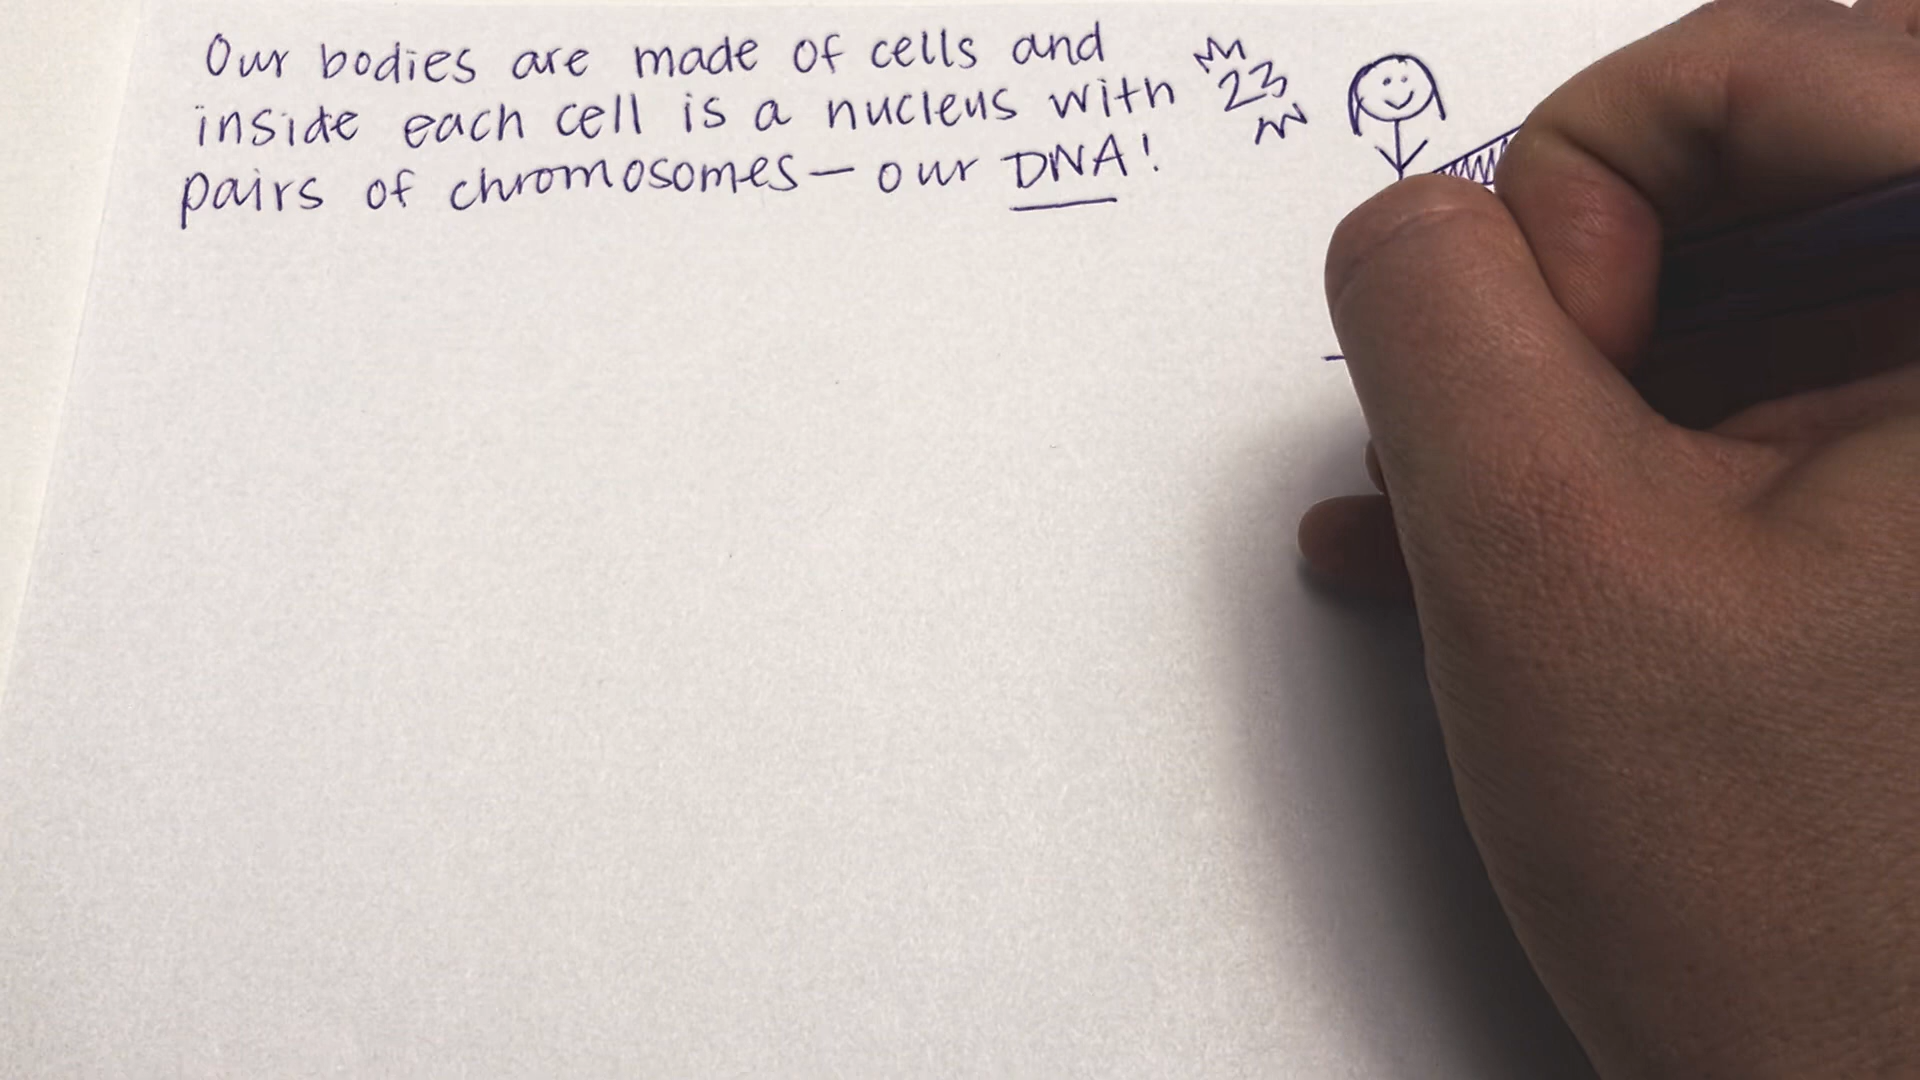 Our bodies are made of cells and
inside each cell is a nucleus with 23
pairs of chromosomes — our DNA!